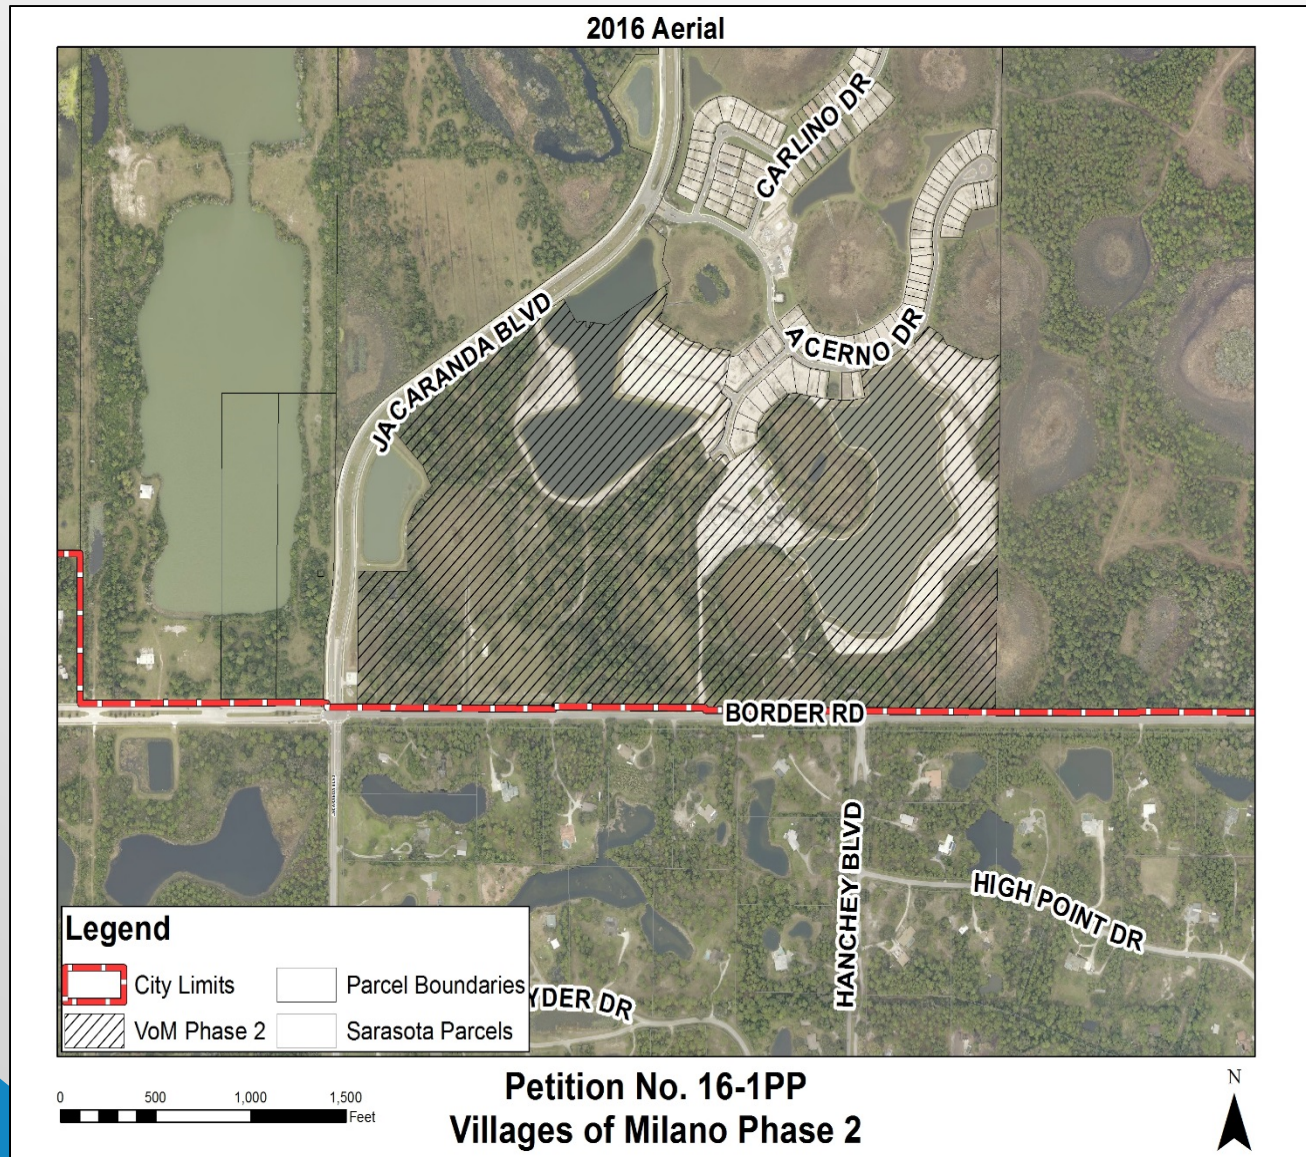 2016 Aerial
CARLINO DR
JACARANDA BLVD
ACERNO DR
BORDER RD
HANCHEY BLVD
HIGH POINT DR
YDER DR
Legend
City Limits
Parcel Boundaries
VoM Phase 2
Sarasota Parcels
0 500 1,000 1,500
Feet
Petition No. 16-1PP
Villages of Milano Phase 2
N